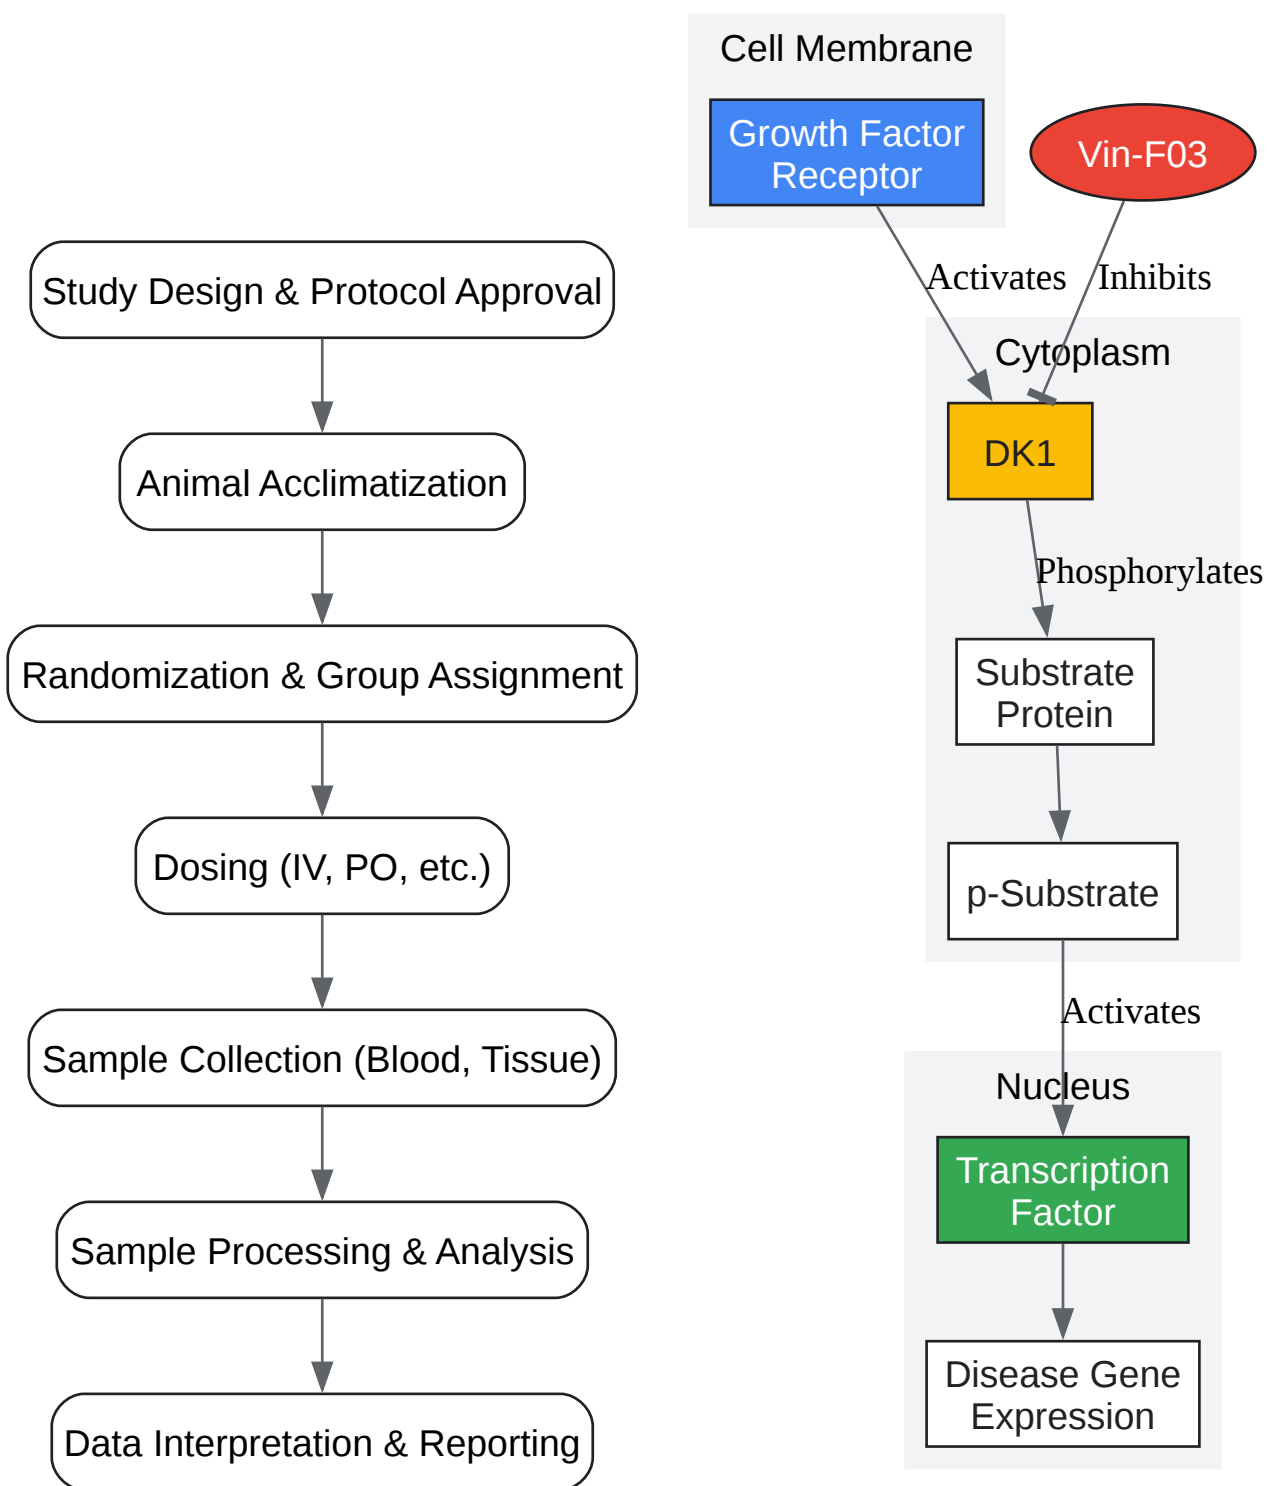 Study Design & Protocol Approval
Animal Acclimatization
Randomization & Group Assignment
Dosing (IV, PO, etc.)
Sample Collection (Blood, Tissue)
Sample Processing & Analysis
Data Interpretation & Reporting
Cell Membrane
Growth Factor
Receptor
Vin-F03
Activates
Inhibits
Cytoplasm
DK1
Phosphorylates
Substrate
Protein
p-Substrate
Activates
Nucleus
Transcription
Factor
Disease Gene
Expression